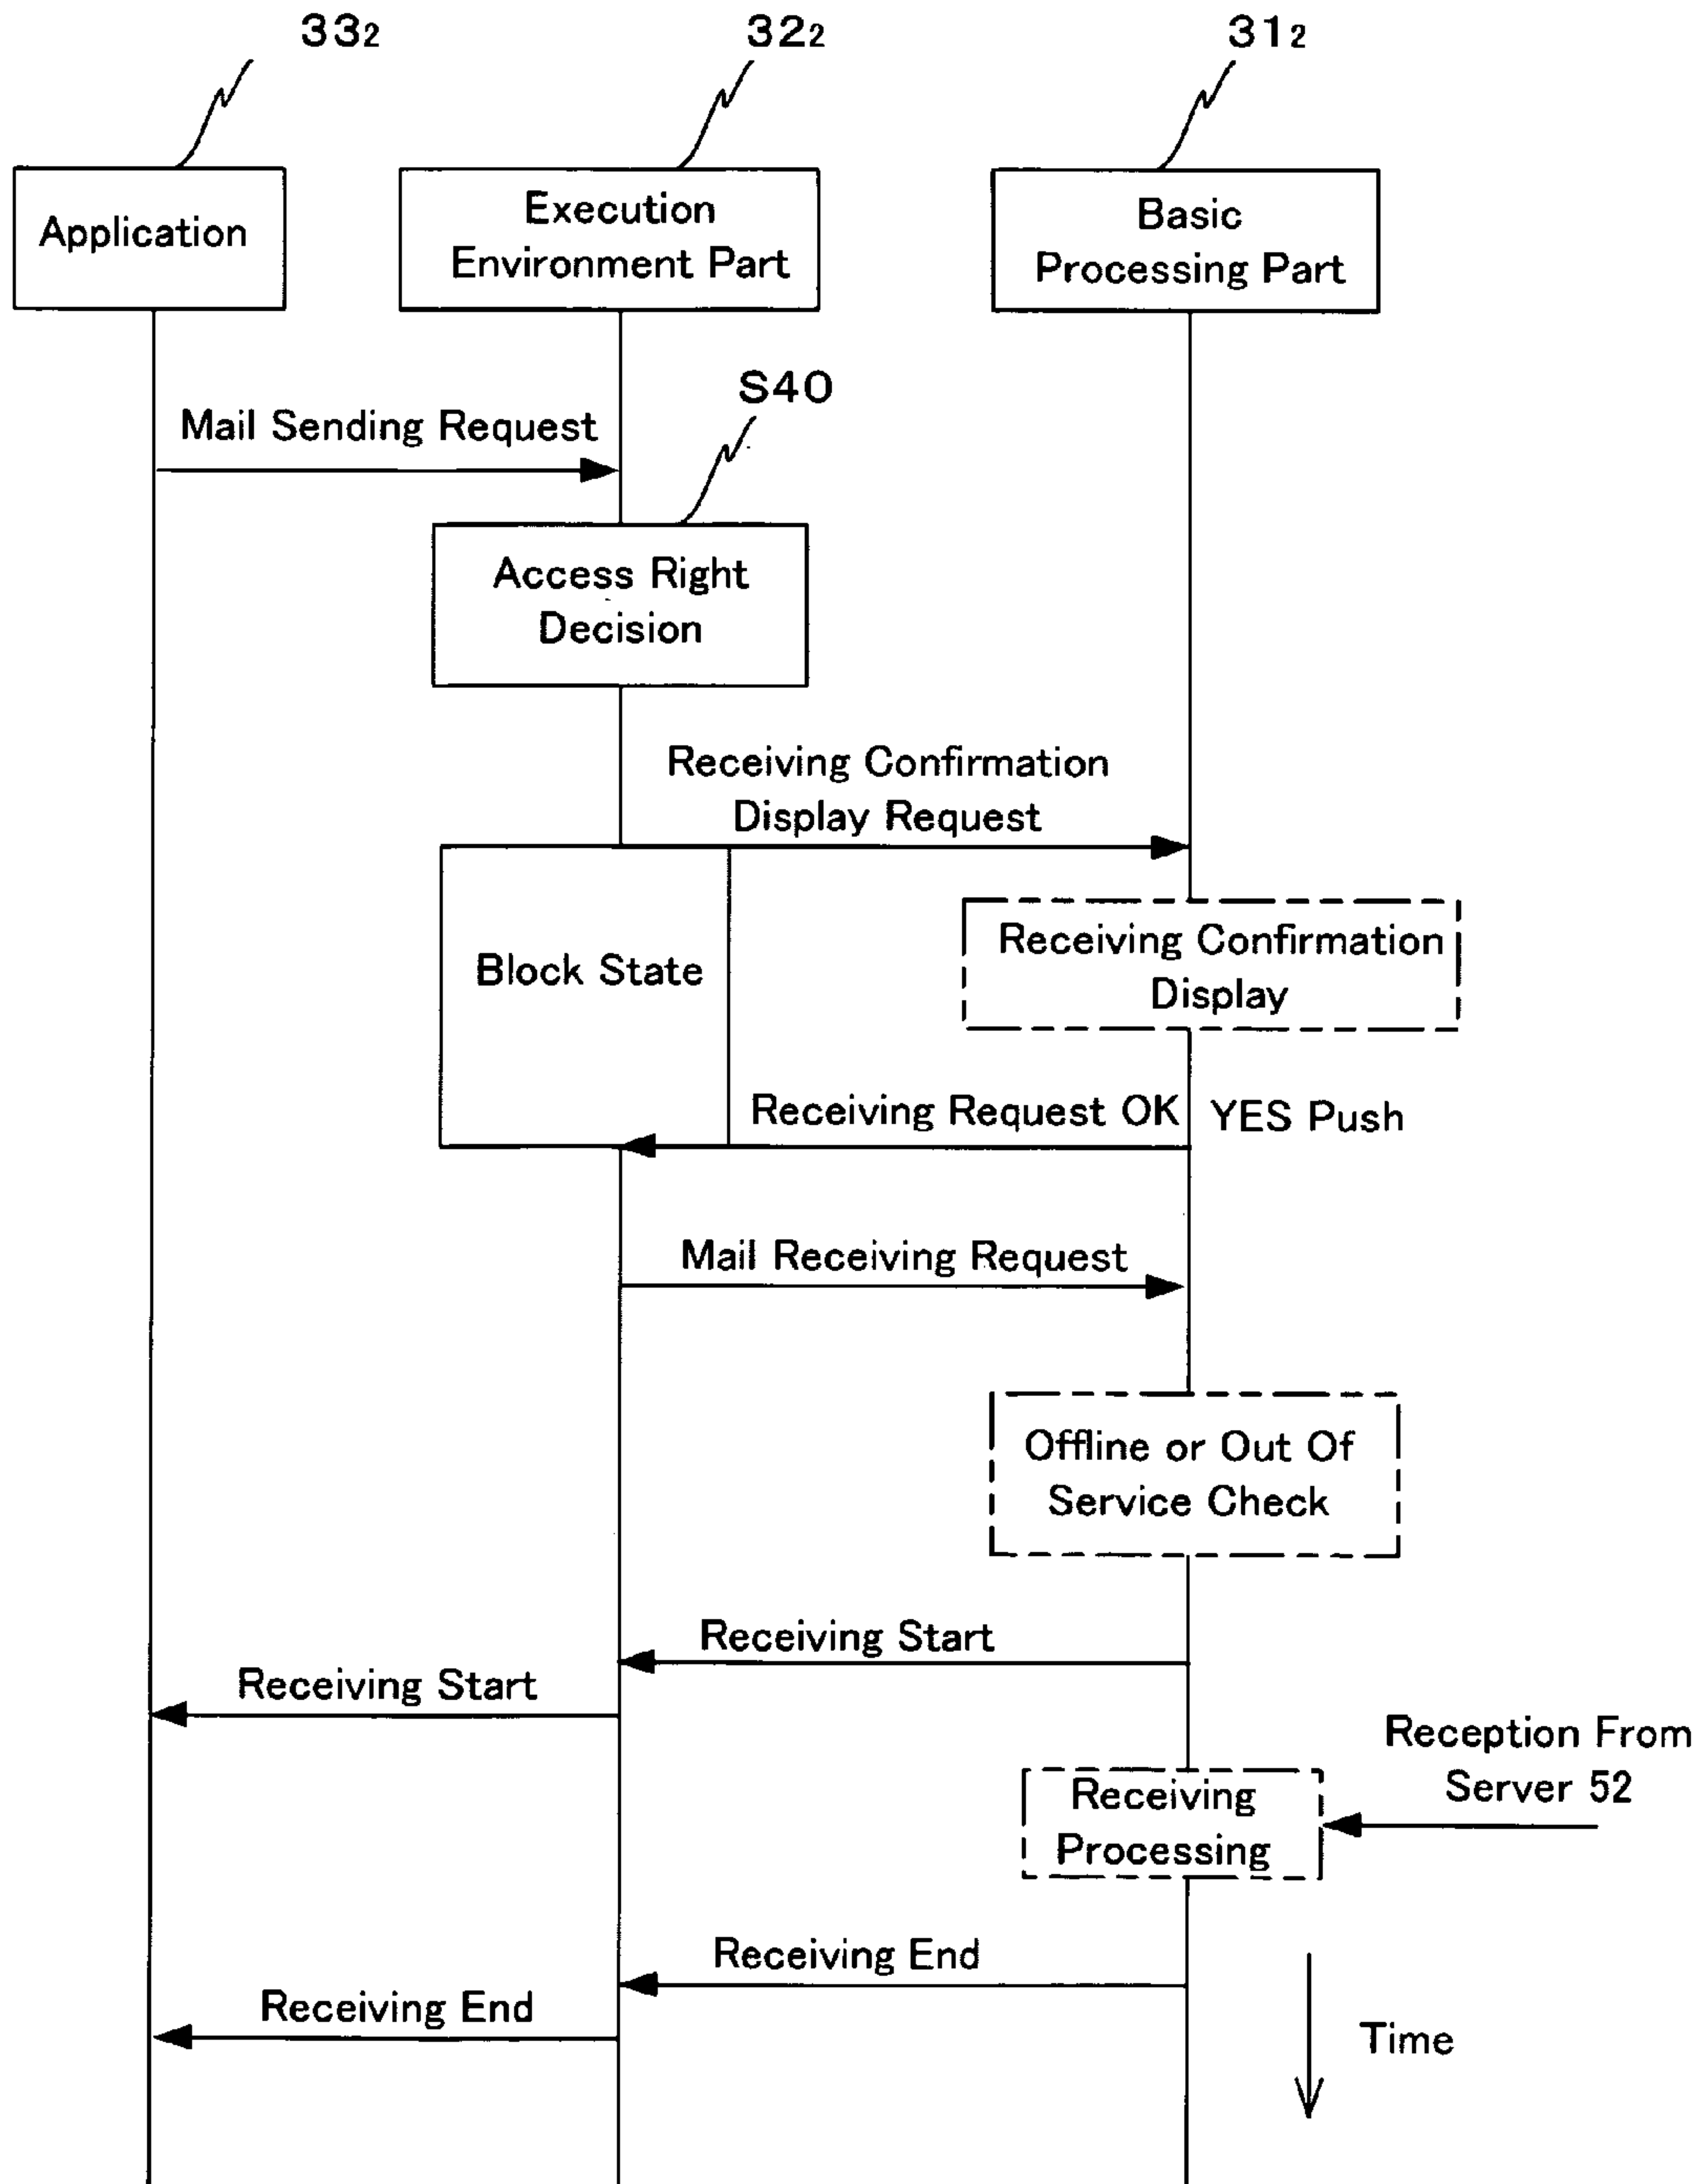 33₂
32₂
31₂
Application
Execution
Environment Part
Basic
Processing Part
S40
Mail Sending Request
Access Right
Decision
Receiving Confirmation
Display Request
Block State
Receiving Confirmation
Display
Receiving Request OK
YES Push
Mail Receiving Request
Offline or Out Of
Service Check
Receiving Start
Receiving Start
Reception From
Server 52
Receiving
Processing
Receiving End
Receiving End
Time